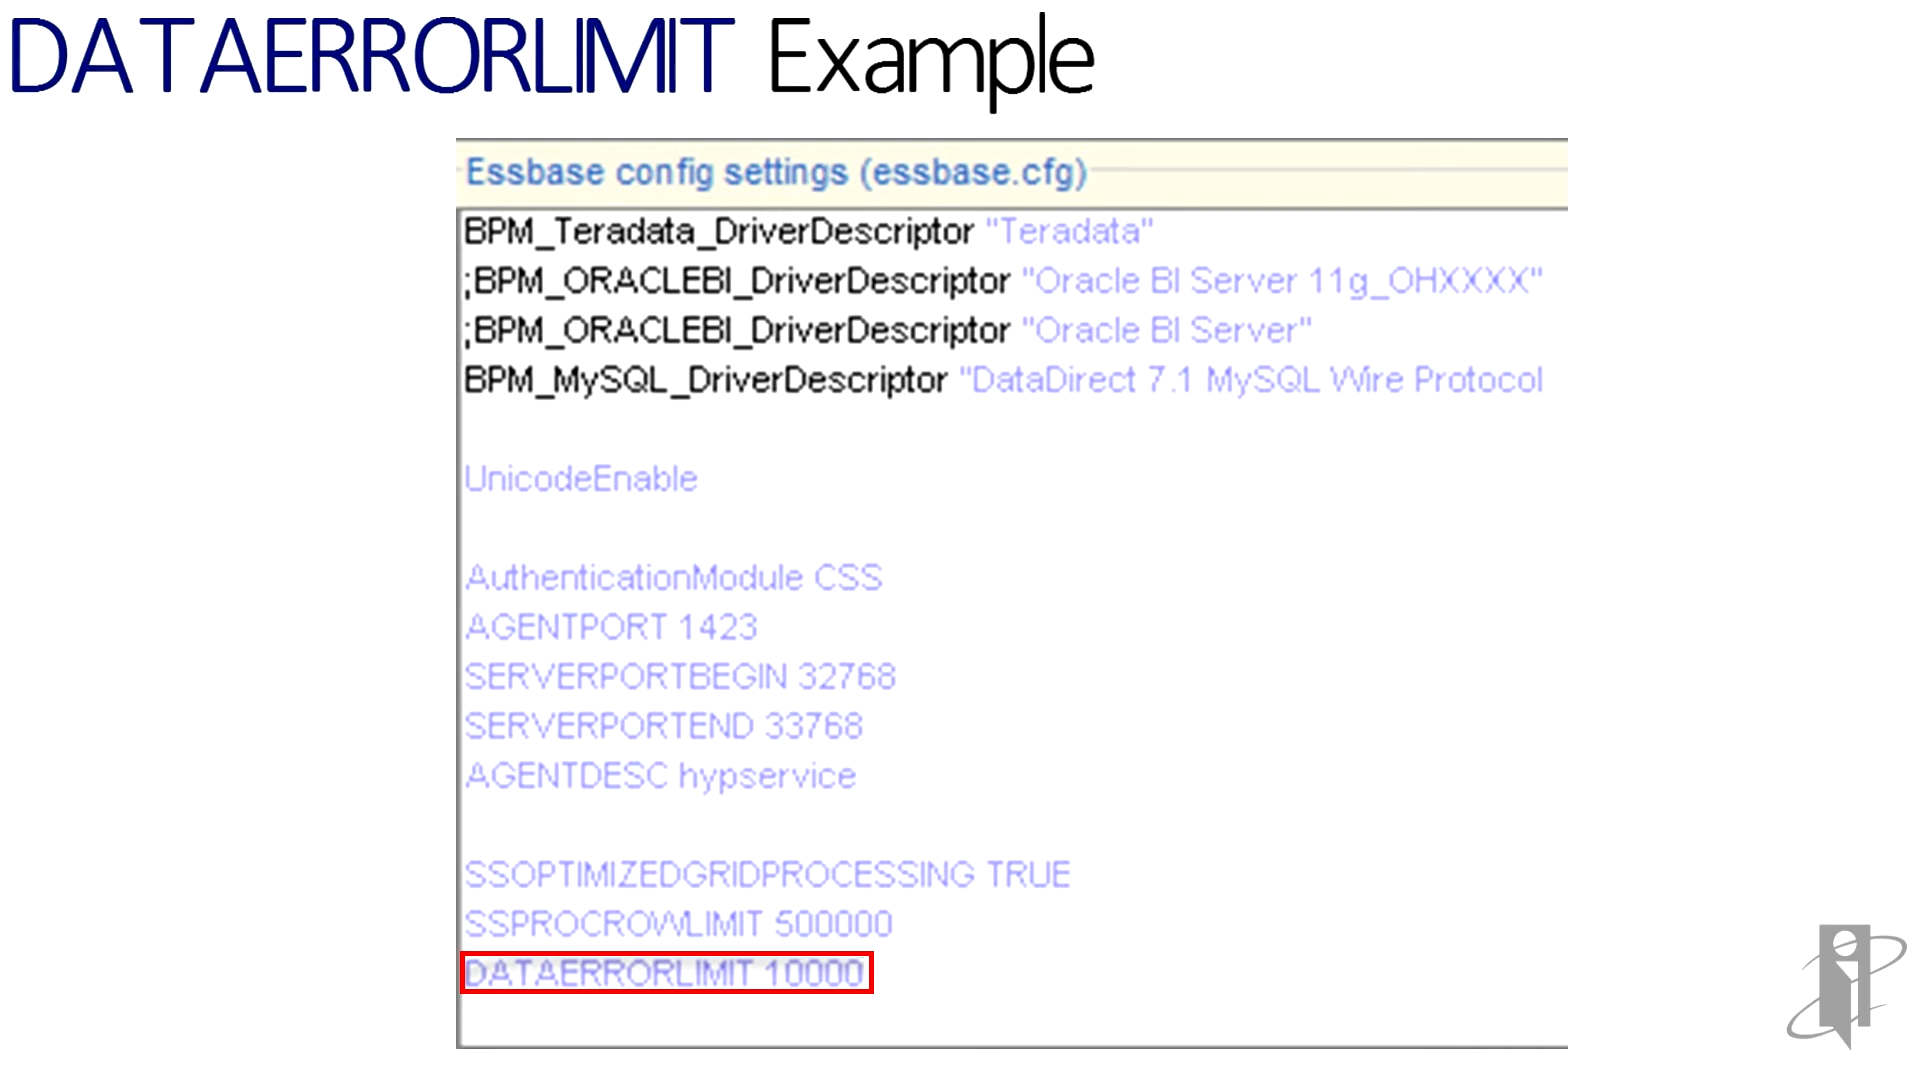 DATAERRORLIMIT Example
Essbase config settings (essbase.cfg)
BPM_Teradata_DriverDescriptor "Teradata"
;BPM_ORACLEBI_DriverDescriptor "Oracle BI Server 11g_OHXXXX"
;BPM_ORACLEBI_DriverDescriptor "Oracle BI Server"
BPM_MySQL_DriverDescriptor "DataDirect 7.1 MySQL Wire Protocol
UnicodeEnable
AuthenticationModule CSS
AGENTPORT 1423
SERVERPORTBEGIN 32768
SERVERPORTEND 33768
AGENTDESC hypservice
SSOPTIMIZEDGRIDPROCESSING TRUE
SSPROCROWLIMIT 500000
DATAERRORLIMIT 10000